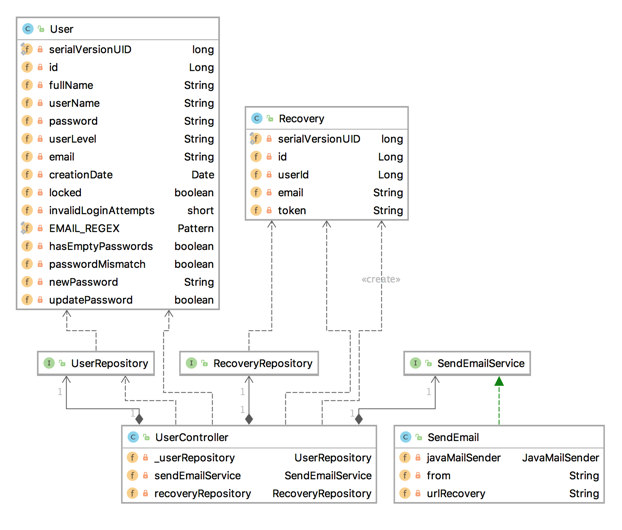 C User
f serialVersionUID long
f id Long
f fullName String
f userName String
f password String
f userLevel String
f email String
f creationDate Date
f locked boolean
f invalidLoginAttempts short
f EMAIL_REGEX Pattern
f hasEmptyPasswords boolean
f passwordMismatch boolean
f newPassword String
f updatePassword boolean
C Recovery
f serialVersionUID long
f id Long
f userId Long
f email String
f token String
«create»
I UserRepository
I RecoveryRepository
I SendEmailService
1
1
1
1
1
1
C UserController
f _userRepository UserRepository
f sendEmailService SendEmailService
f recoveryRepository RecoveryRepository
C SendEmail
f javaMailSender JavaMailSender
f from String
f urlRecovery String